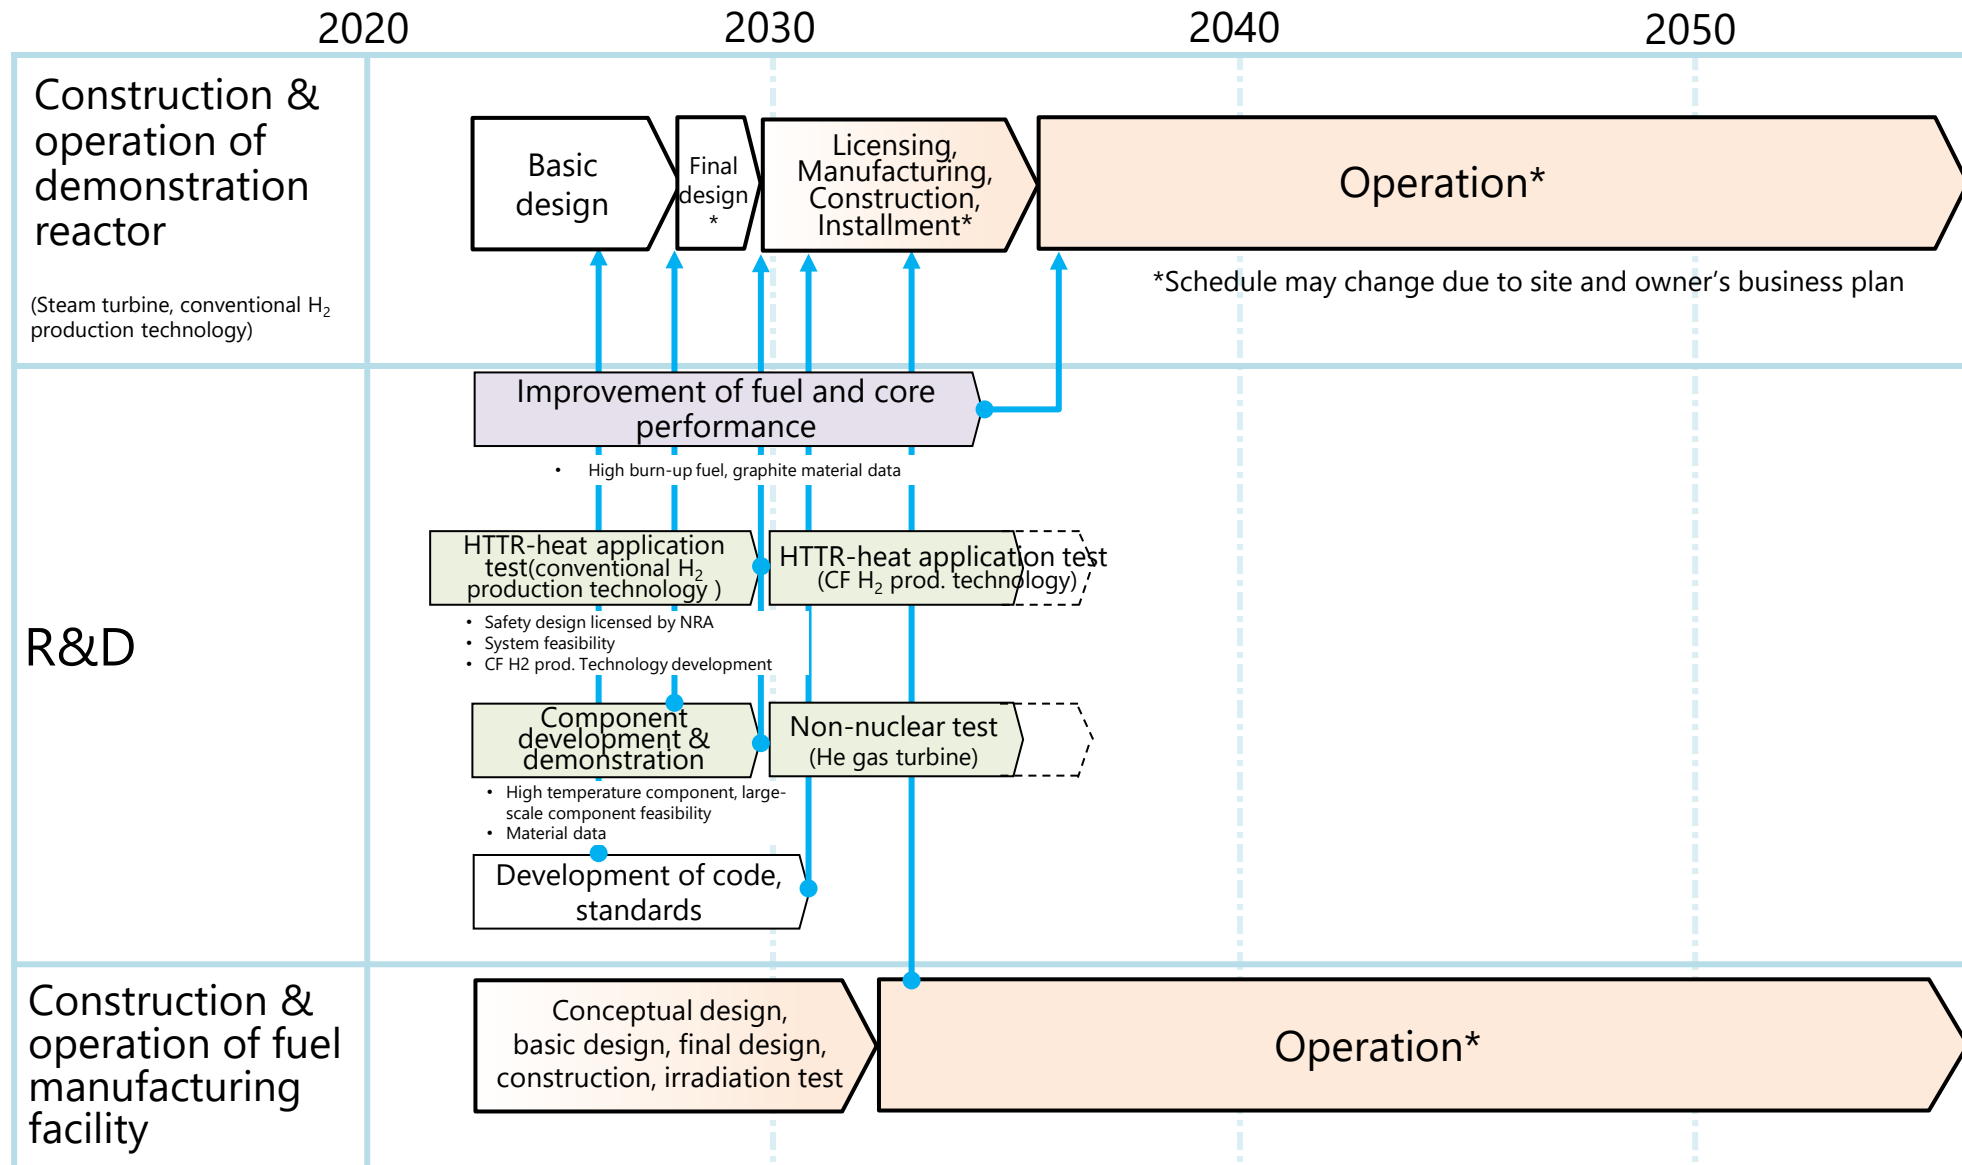 2020
2030
2040
2050
Construction &
operation of
demonstration
reactor
(Steam turbine, conventional H₂
production technology)
Basic
design
Final
design
*
Licensing,
Manufacturing,
Construction,
Installment*
Operation*
*Schedule may change due to site and owner’s business plan
R&D
Improvement of fuel and core
performance
• High burn-up fuel, graphite material data
HTTR-heat application
test(conventional H₂
production technology )
HTTR-heat application test
(CF H₂ prod. technology)
• Safety design licensed by NRA
• System feasibility
• CF H2 prod. Technology development
Component
development &
demonstration
Non-nuclear test
(He gas turbine)
• High temperature component, large-
scale component feasibility
• Material data
Development of code,
standards
Construction &
operation of fuel
manufacturing
facility
Conceptual design,
basic design, final design,
construction, irradiation test
Operation*